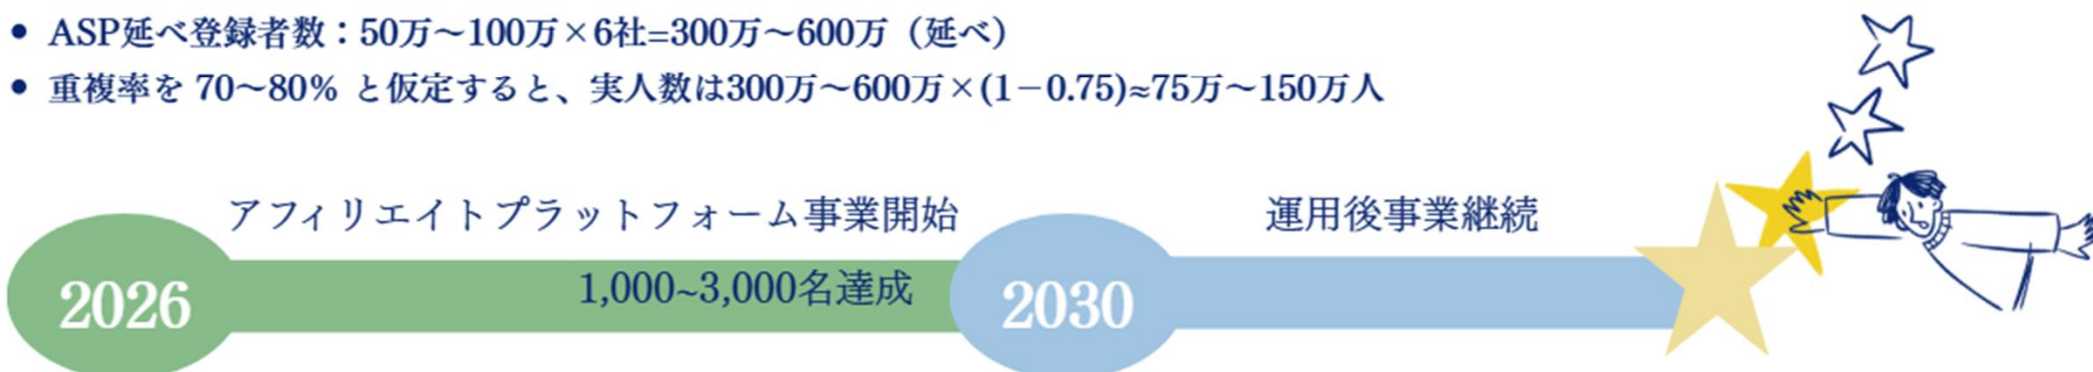 • ASP延べ登録者数：50万〜100万×6社=300万〜600万（延べ）
• 重複率を 70〜80% と仮定すると、実人数は300万〜600万×(1−0.75)≈75万〜150万人
アフィリエイトプラットフォーム事業開始
運用後事業継続
1,000~3,000名達成
2026
2030